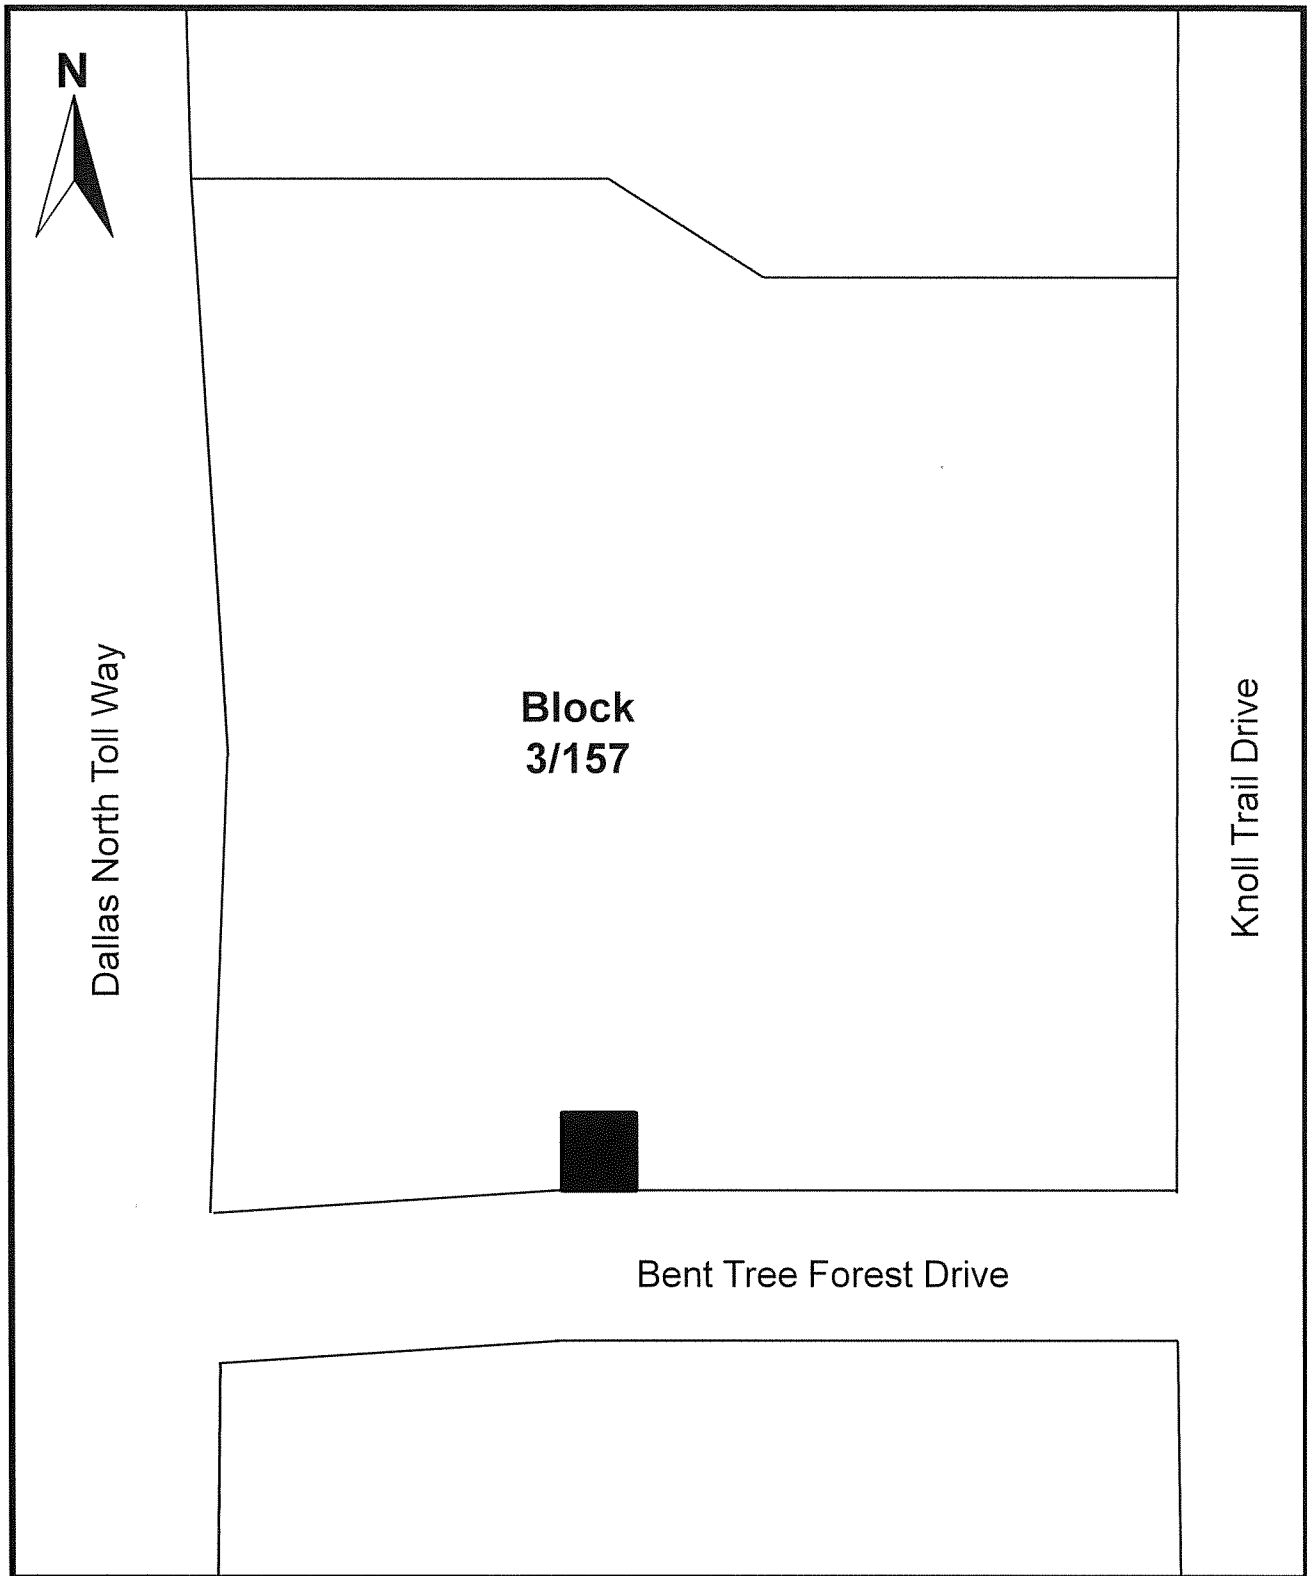 N
Block
3/157
Dallas North Toll Way
Knoll Trail Drive
Bent Tree Forest Drive